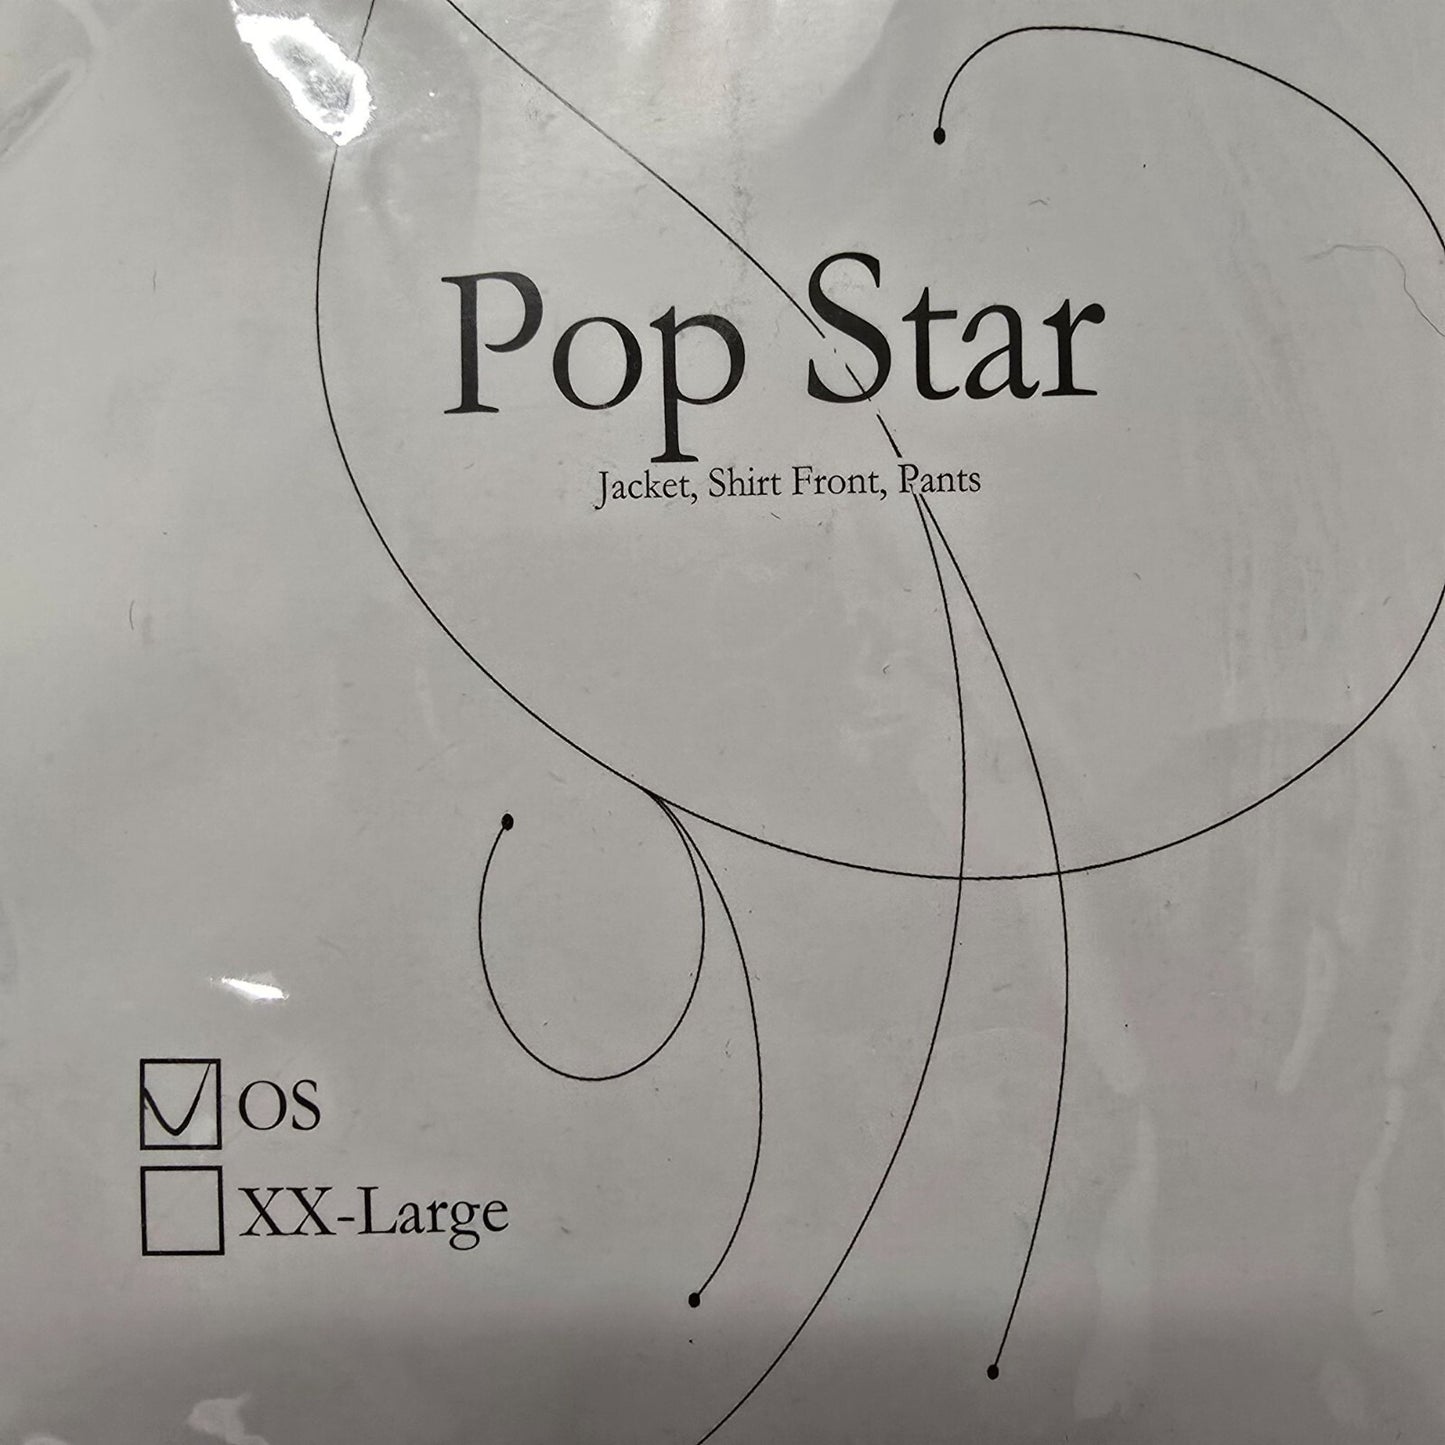 Pop Star
Jacket, Shirt Front, Pants
OS
XX-Large